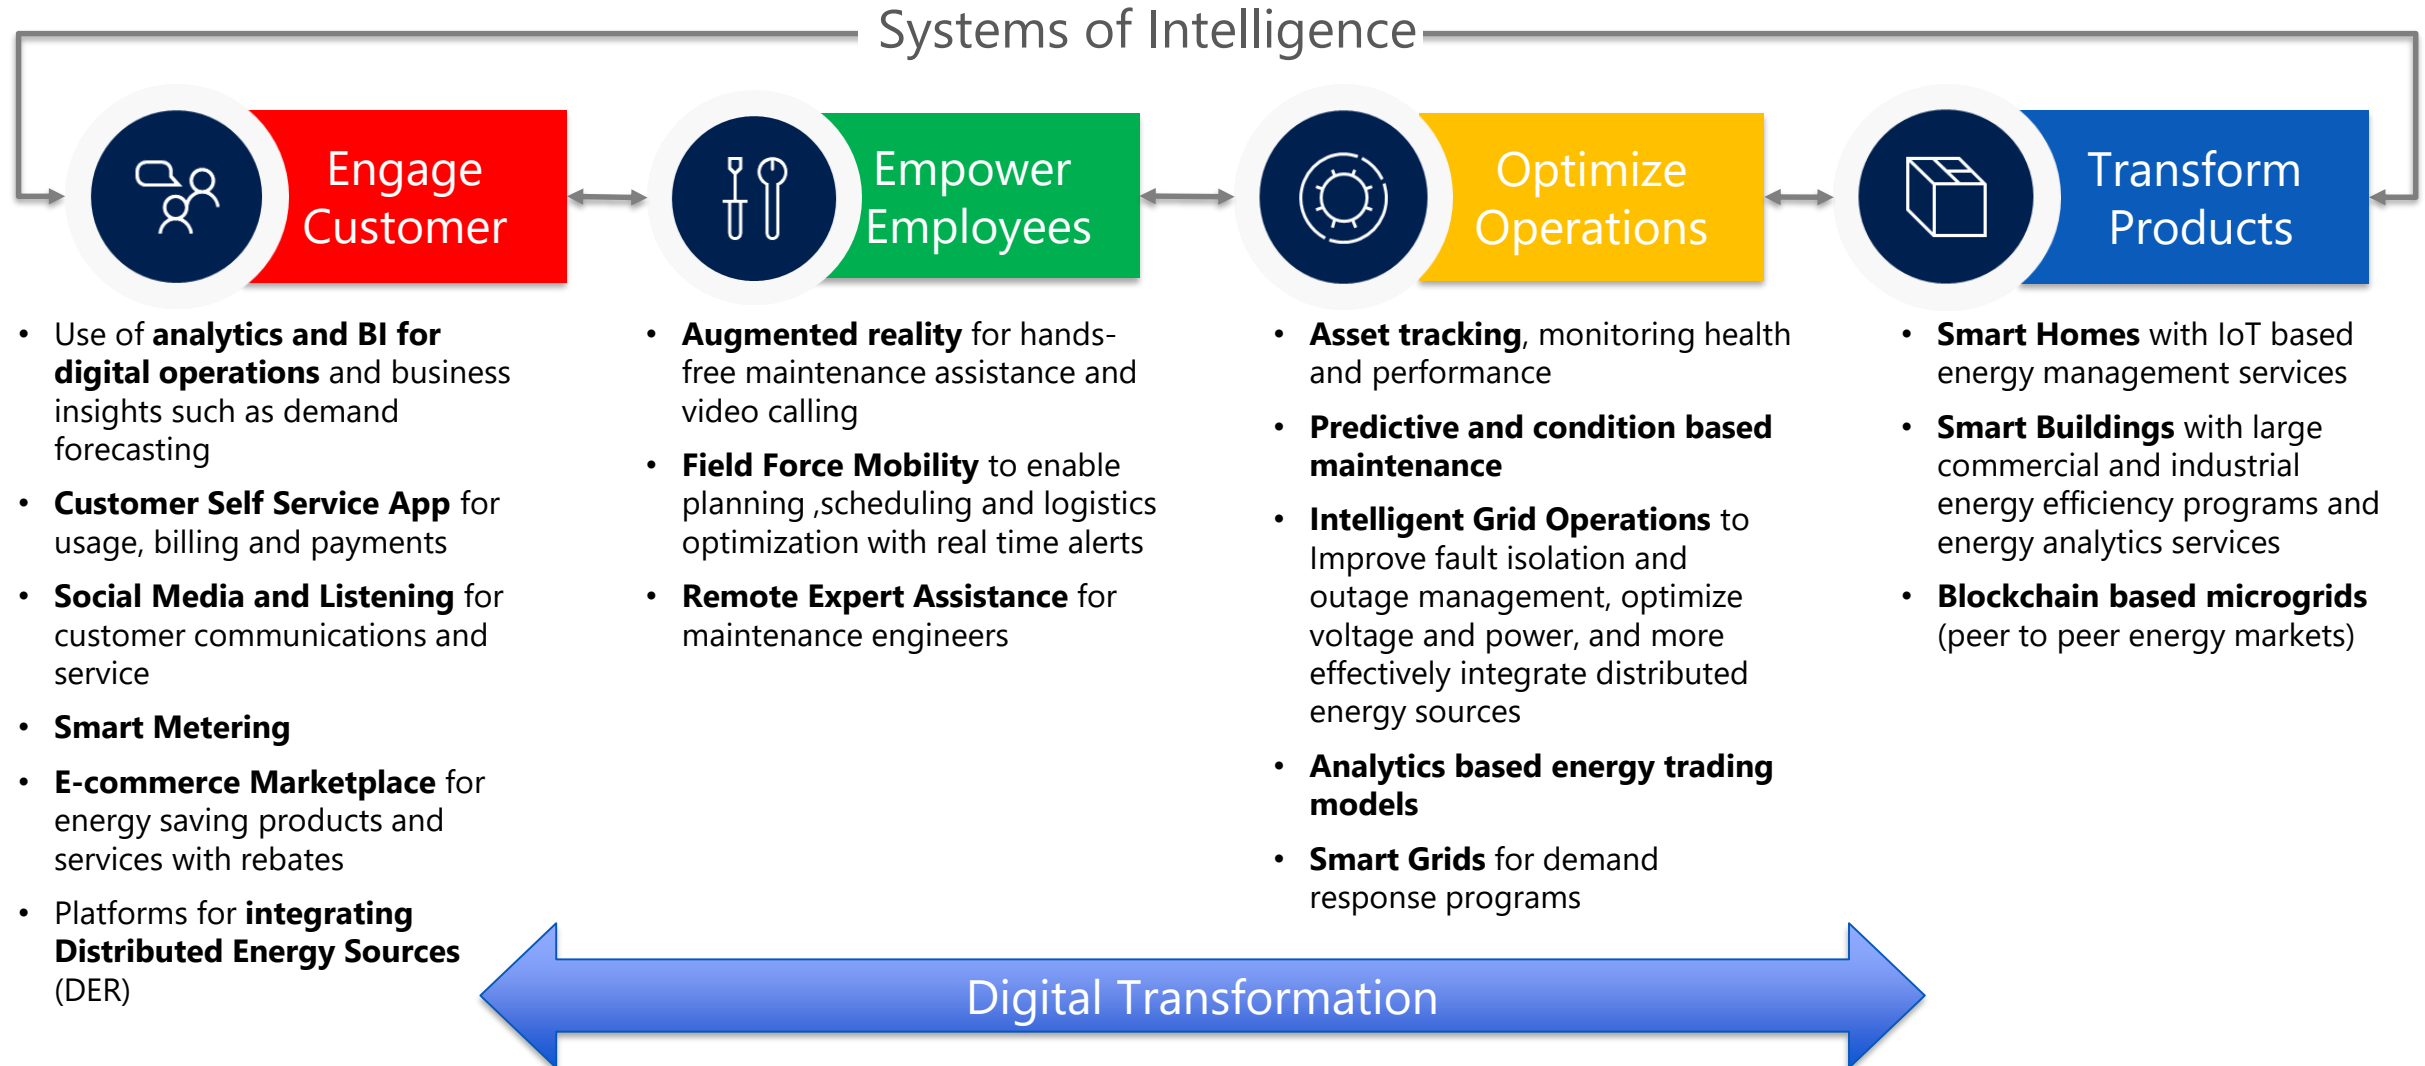 Systems of Intelligence
Engage
Customer
• Use of analytics and BI for
digital operations and business
insights such as demand
forecasting
• Customer Self Service App for
usage, billing and payments
• Social Media and Listening for
customer communications and
service
• Smart Metering
• E-commerce Marketplace for
energy saving products and
services with rebates
• Platforms for integrating
Distributed Energy Sources
(DER)
Empower
Employees
• Augmented reality for hands-
free maintenance assistance and
video calling
• Field Force Mobility to enable
planning ,scheduling and logistics
optimization with real time alerts
• Remote Expert Assistance for
maintenance engineers
Optimize
Operations
• Asset tracking, monitoring health
and performance
• Predictive and condition based
maintenance
• Intelligent Grid Operations to
Improve fault isolation and
outage management, optimize
voltage and power, and more
effectively integrate distributed
energy sources
• Analytics based energy trading
models
• Smart Grids for demand
response programs
Transform
Products
• Smart Homes with IoT based
energy management services
• Smart Buildings with large
commercial and industrial
energy efficiency programs and
energy analytics services
• Blockchain based microgrids
(peer to peer energy markets)
Digital Transformation